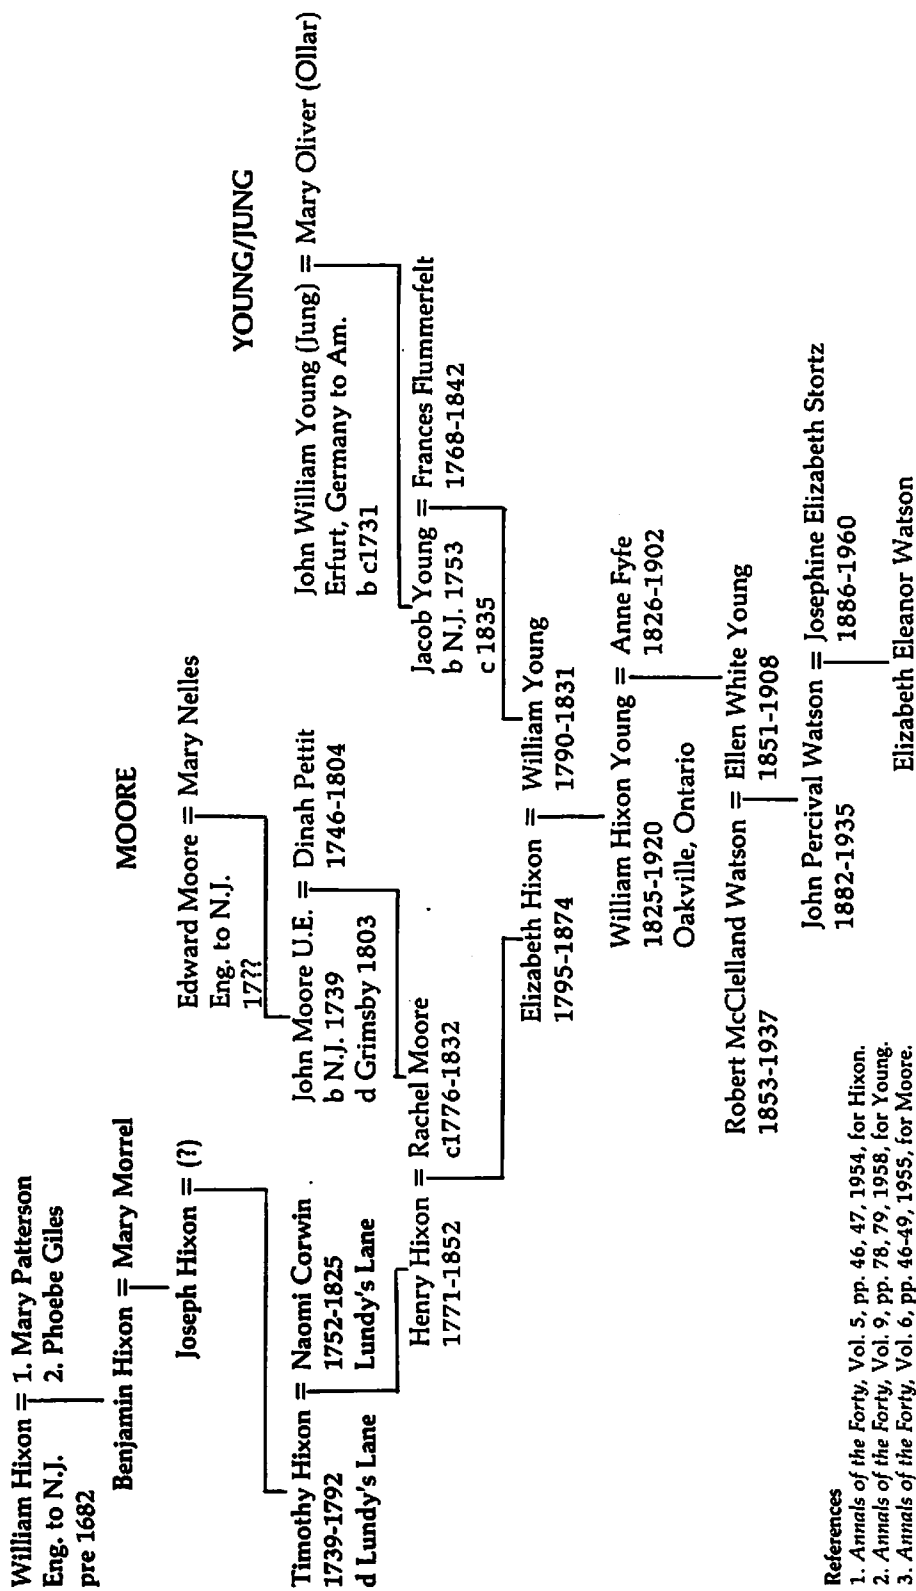 William Hixon = 1. Mary Patterson
Eng. to N.J. 2. Phoebe Giles
pre 1682
Benjamin Hixon = Mary Morrel
Joseph Hixon = (?)
Timothy Hixon = Naomi Corwin
1739-1792 1752-1825
d Lundy's Lane Lundy's Lane
MOORE
Edward Moore = Mary Nelles
Eng. to N.J.
17??
John Moore U.E. = Dinah Pettit
b N.J. 1739 1746-1804
d Grimsby 1803
Henry Hixon = Rachel Moore
1771-1852 c1776-1832
YOUNG/JUNG
John William Young (Jung) = Mary Oliver (Ollar)
Erfurt, Germany to Am.
b c1731
Jacob Young = Frances Flummerfelt
b N.J. 1753 1768-1842
c 1835
Elizabeth Hixon = William Young
1795-1874 1790-1831
William Hixon Young = Anne Fyfe
1825-1920 1826-1902
Oakville, Ontario
Robert McClelland Watson = Ellen White Young
1853-1937 1851-1908
John Percival Watson = Josephine Elizabeth Stortz
1882-1935 1886-1960
Elizabeth Eleanor Watson
References
1. Annals of the Forty, Vol. 5, pp. 46, 47, 1954, for Hixon.
2. Annals of the Forty, Vol. 9, pp. 78, 79, 1958, for Young.
3. Annals of the Forty, Vol. 6, pp. 46-49, 1955, for Moore.